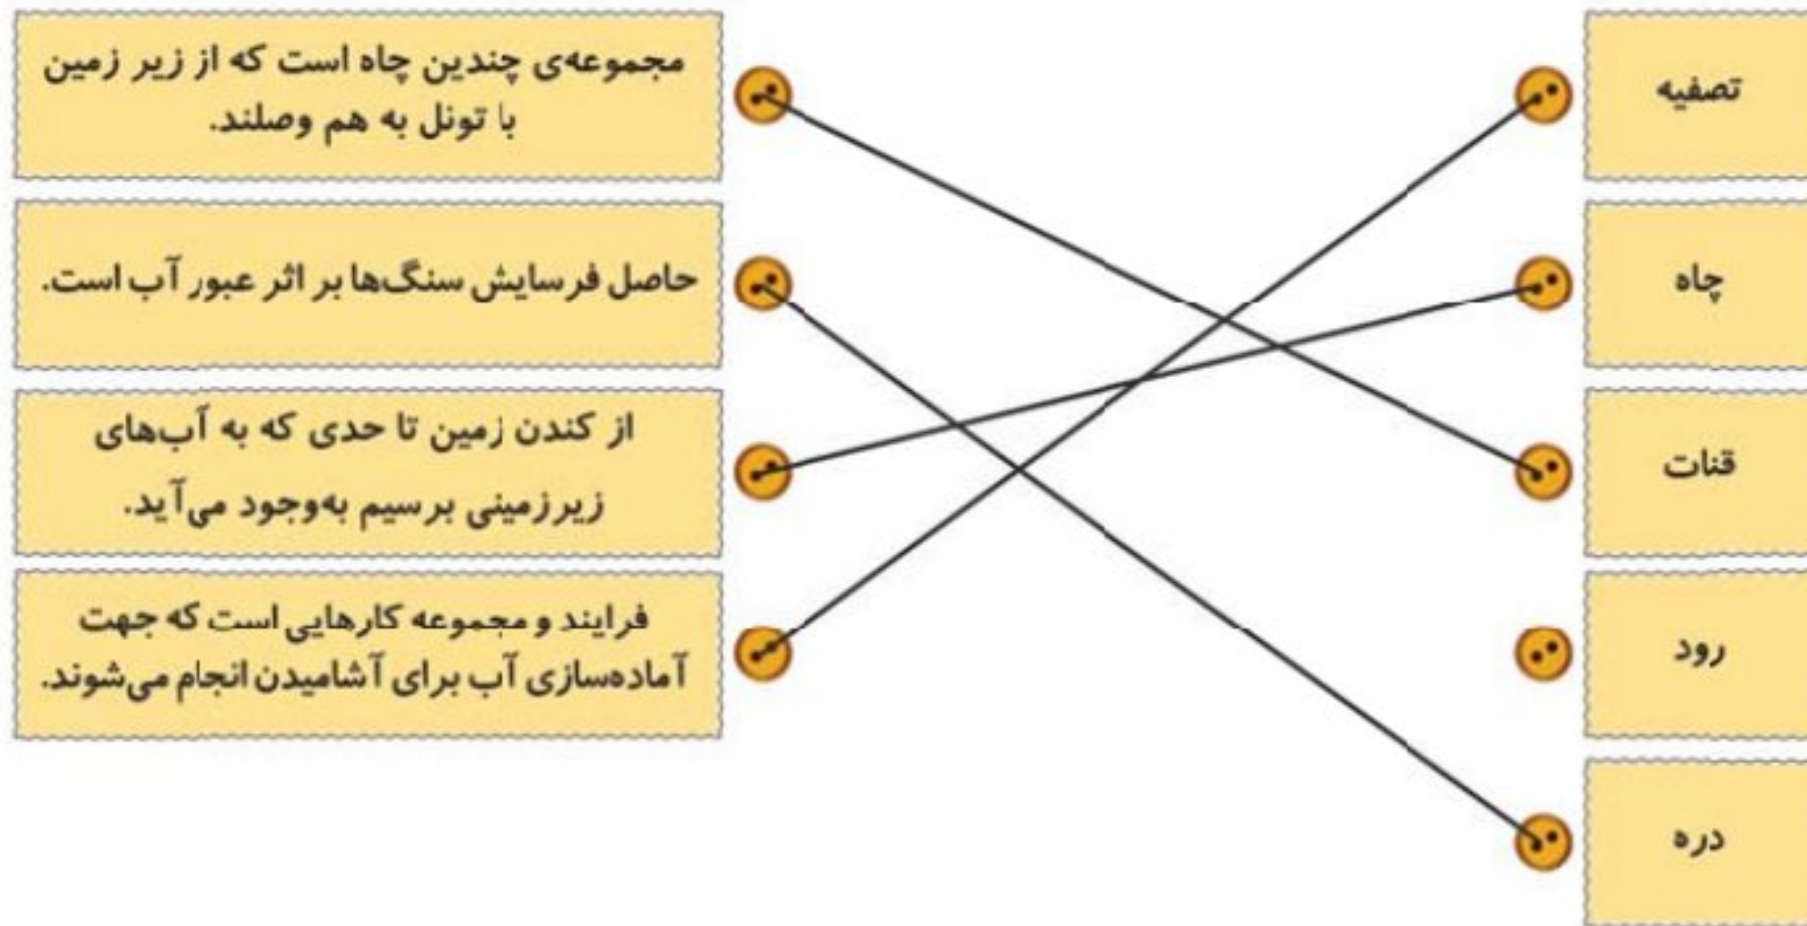 تصفیه
چاه
قنات
رود
دره
مجموعه‌ی چندین چاه است که از زیر زمین
با تونل به هم وصلند.
حاصل فرسایش سنگ‌ها بر اثر عبور آب است.
از کندن زمین تا حدی که به آب‌های
زیرزمینی برسیم به‌وجود می‌آید.
فرایند و مجموعه کارهایی است که جهت
آماده‌سازی آب برای آشامیدن انجام می‌شوند.